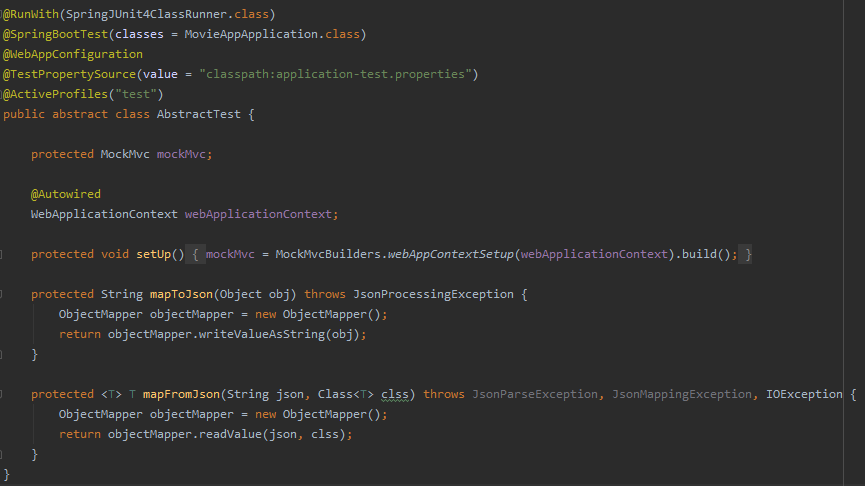 @RunWith(SpringJUnit4ClassRunner.class)
@SpringBootTest(classes = MovieAppApplication.class)
@WebAppConfiguration
@TestPropertySource(value = "classpath:application-test.properties")
@ActiveProfiles("test")
public abstract class AbstractTest {
protected MockMvc mockMvc;
@Autowired
WebApplicationContext webApplicationContext;
protected void setUp() { mockMvc = MockMvcBuilders.webAppContextSetup(webApplicationContext).build(); }
protected String mapToJson(Object obj) throws JsonProcessingException {
ObjectMapper objectMapper = new ObjectMapper();
return objectMapper.writeValueAsString(obj);
}
protected <T> T mapFromJson(String json, Class<T> clss) throws JsonParseException, JsonMappingException, IOException {
ObjectMapper objectMapper = new ObjectMapper();
return objectMapper.readValue(json, clss);
}
}